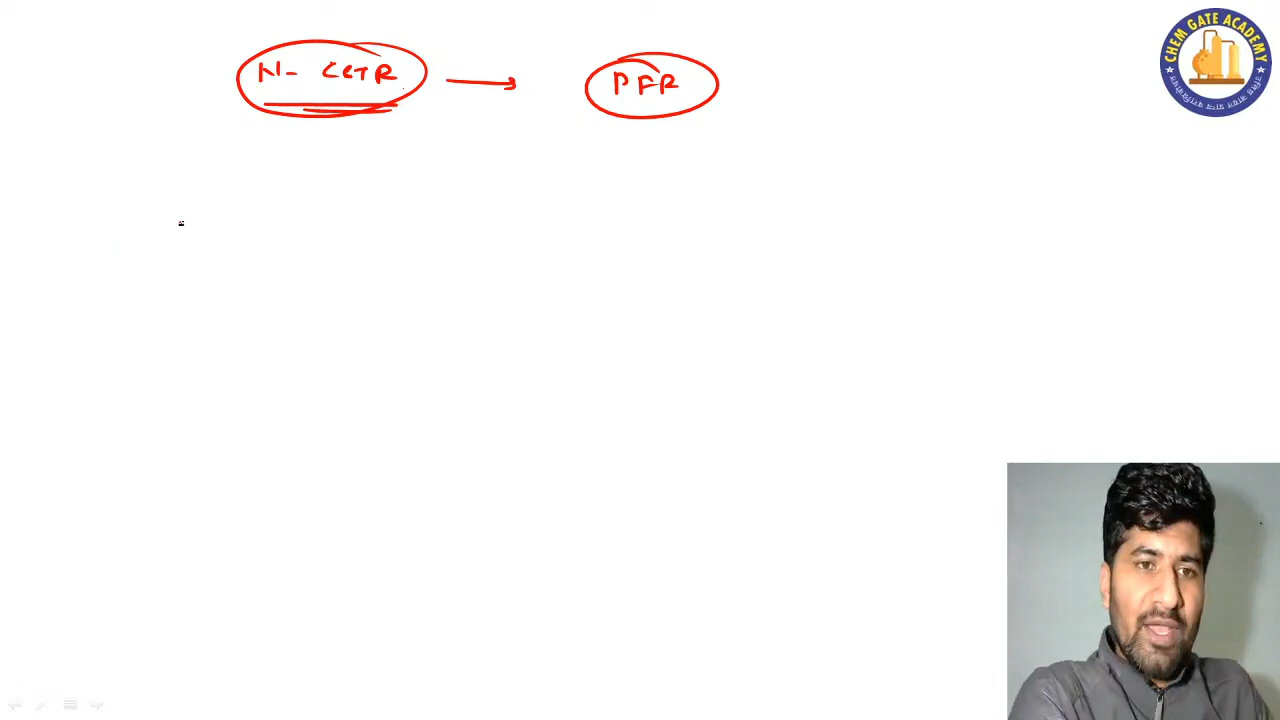 N- CSTR → PFR
CHEM GATE ACADEMY